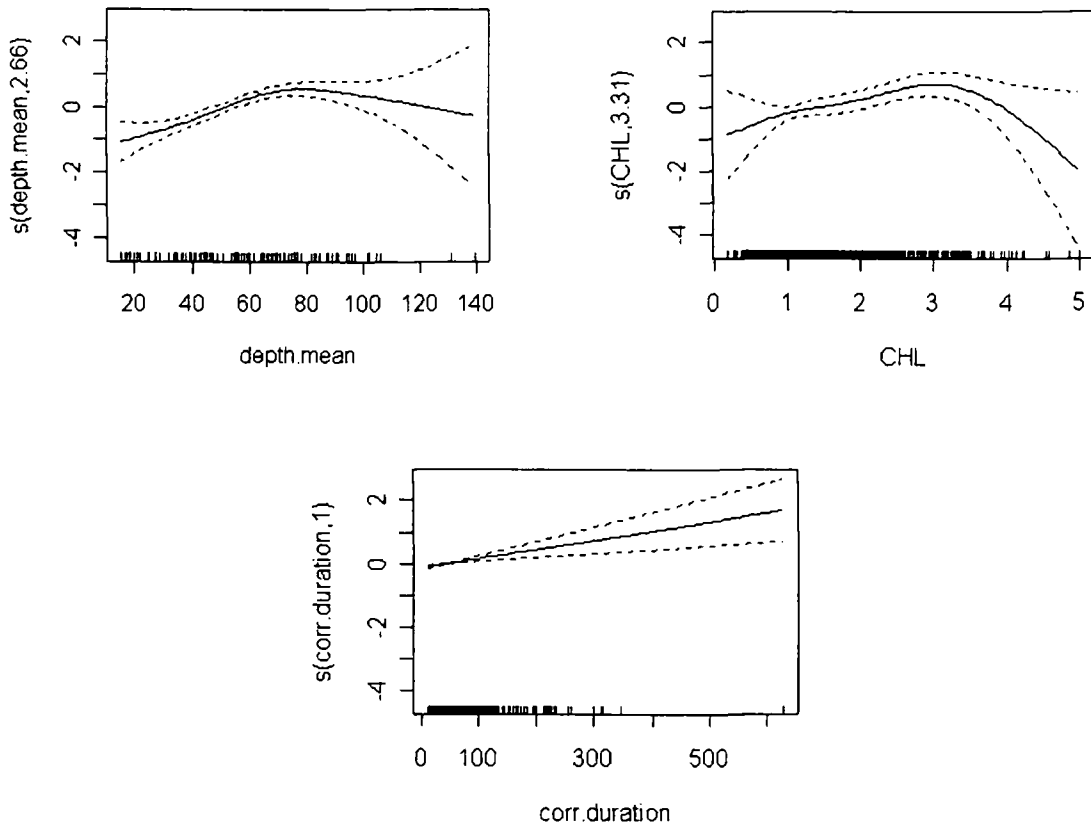 s(depth.mean,2.66)
2
0
-2
-4
20 40 60 80 100 120 140
depth.mean
s(CHL,3.31)
2
0
-2
-4
0 1 2 3 4 5
CHL
s(corr.duration,1)
2
0
-2
-4
0 100 300 500
corr.duration